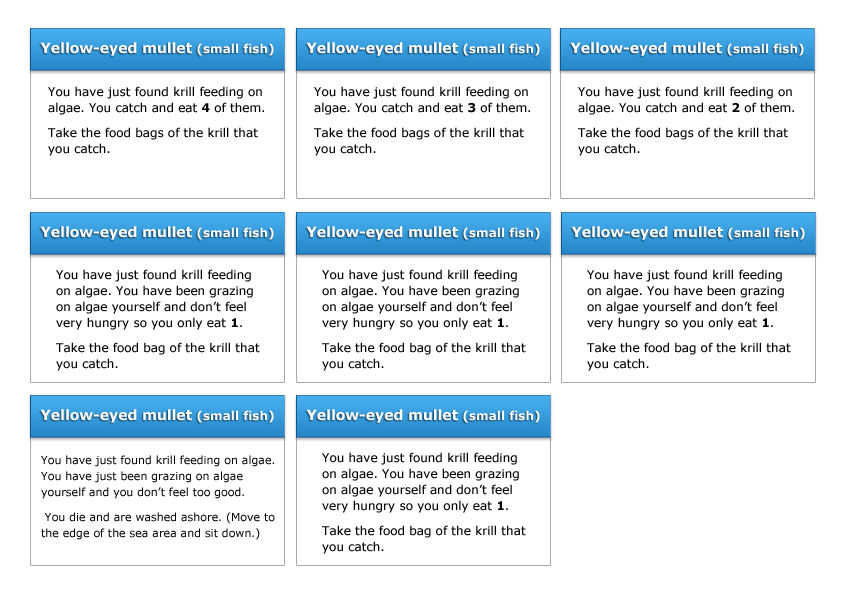 Yellow-eyed mullet (small fish)
You have just found krill feeding on
algae. You catch and eat 4 of them.
Take the food bags of the krill that
you catch.
Yellow-eyed mullet (small fish)
You have just found krill feeding on
algae. You catch and eat 3 of them.
Take the food bags of the krill that
you catch.
Yellow-eyed mullet (small fish)
You have just found krill feeding on
algae. You catch and eat 2 of them.
Take the food bags of the krill that
you catch.
Yellow-eyed mullet (small fish)
You have just found krill feeding
on algae. You have been grazing
on algae yourself and don’t feel
very hungry so you only eat 1.
Take the food bag of the krill that
you catch.
Yellow-eyed mullet (small fish)
You have just found krill feeding
on algae. You have been grazing
on algae yourself and don’t feel
very hungry so you only eat 1.
Take the food bag of the krill that
you catch.
Yellow-eyed mullet (small fish)
You have just found krill feeding
on algae. You have been grazing
on algae yourself and don’t feel
very hungry so you only eat 1.
Take the food bag of the krill that
you catch.
Yellow-eyed mullet (small fish)
You have just found krill feeding on algae.
You have just been grazing on algae
yourself and you don’t feel too good.
You die and are washed ashore. (Move to
the edge of the sea area and sit down.)
Yellow-eyed mullet (small fish)
You have just found krill feeding
on algae. You have been grazing
on algae yourself and don’t feel
very hungry so you only eat 1.
Take the food bag of the krill that
you catch.